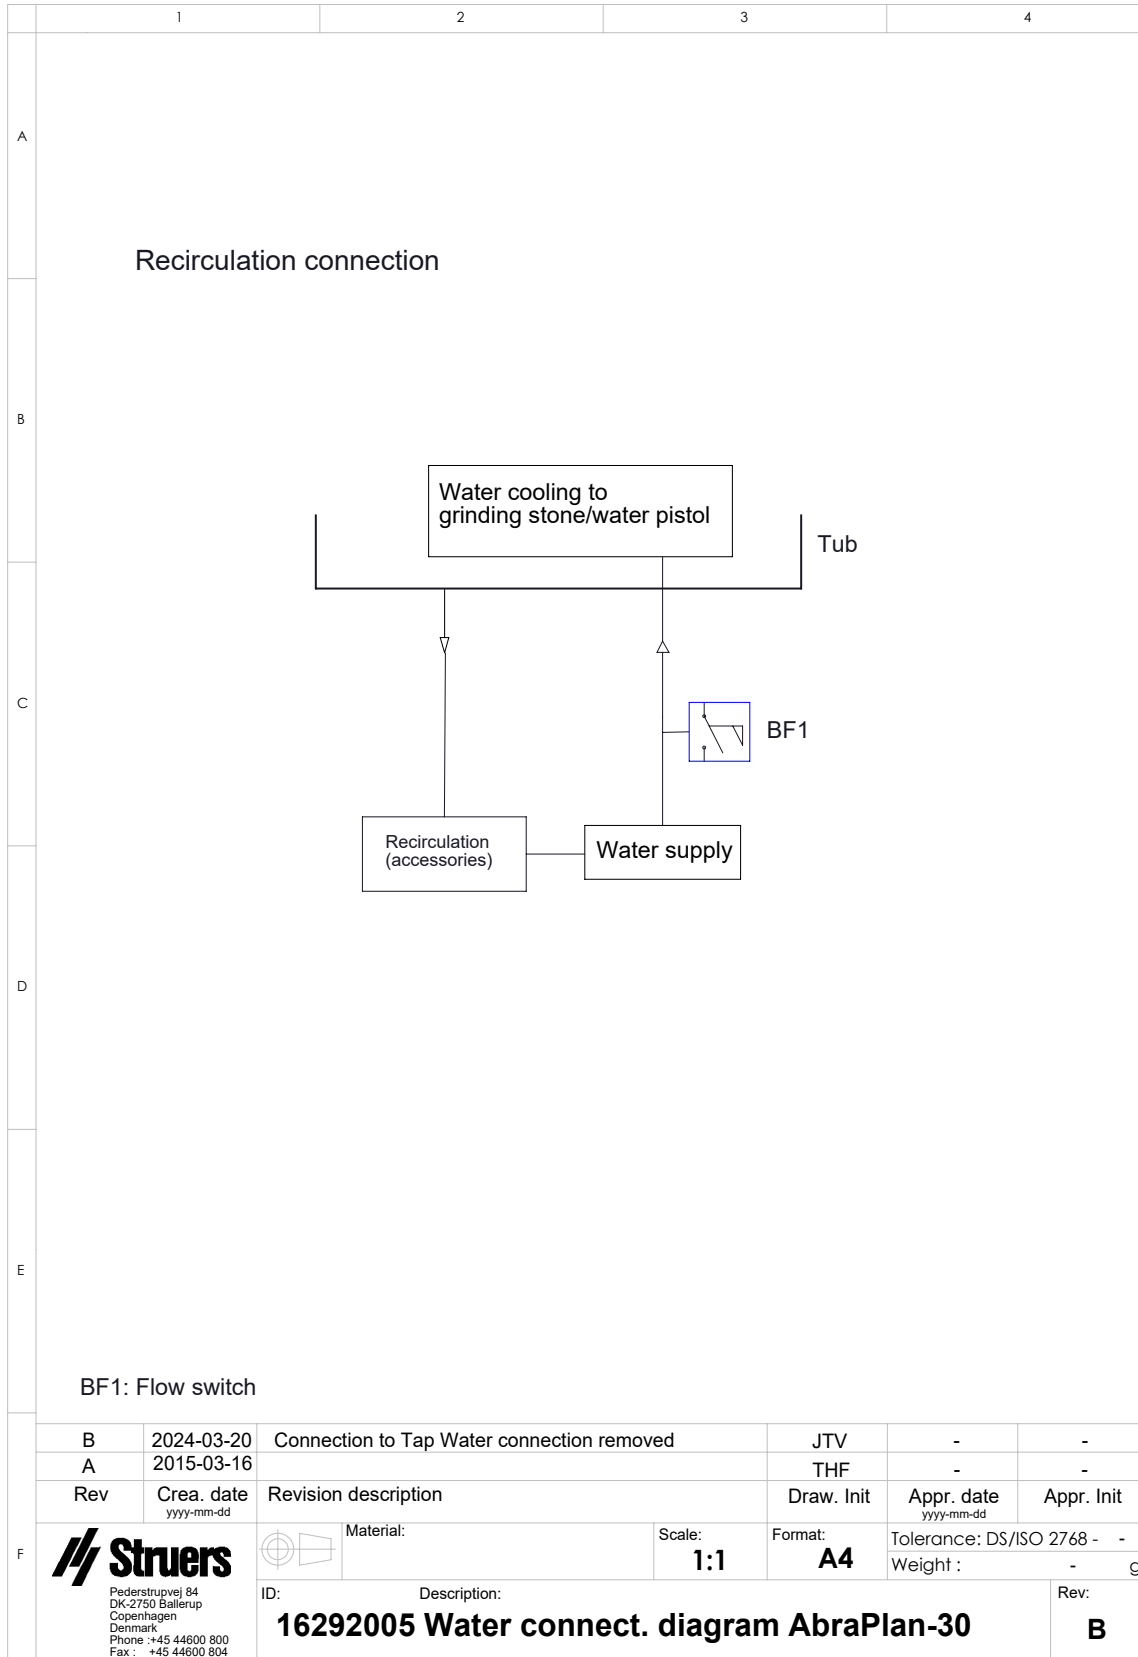 1 2 3 4
A
Recirulation connection
B
Water cooling to
grinding stone/water pistol
Tub
C
BF1
Recirculation
(accessories)
Water supply
D
E
BF1: Flow switch
B 2024-03-20 Connection to Tap Water connection removed JTV - -
A 2015-03-16 THF - -
Rev Crea. date Revision description Draw. Init Appr. date Appr. Init
yyyy-mm-dd yyyy-mm-dd
F
Struers
Pederstrupvej 84
DK-2750 Ballerup
Copenhagen
Denmark
Phone :+45 44600 800
Fax : +45 44600 804
Material:
Scale:
1:1
Format:
A4
Tolerance: DS/ISO 2768 - -
Weight : - g
ID: Description:
16292005 Water connect. diagram AbraPlan-30
Rev:
B